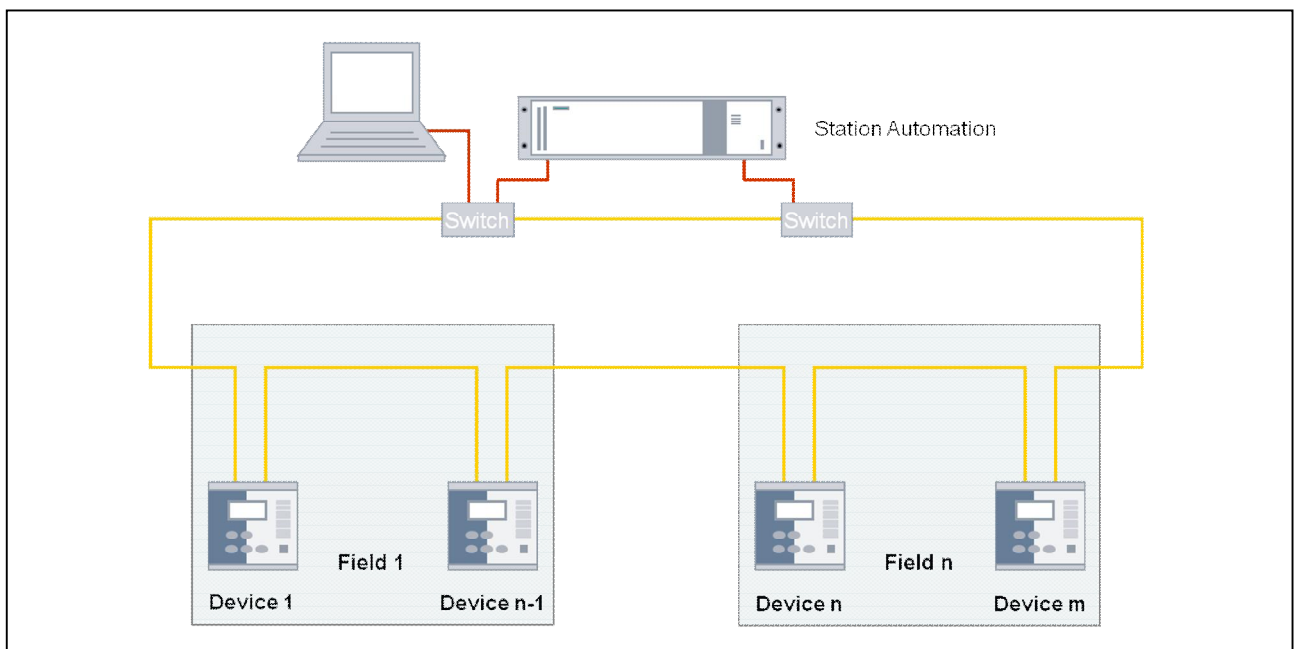 Station Automation
Switch
Switch
Field 1
Field n
Device 1
Device n-1
Device n
Device m